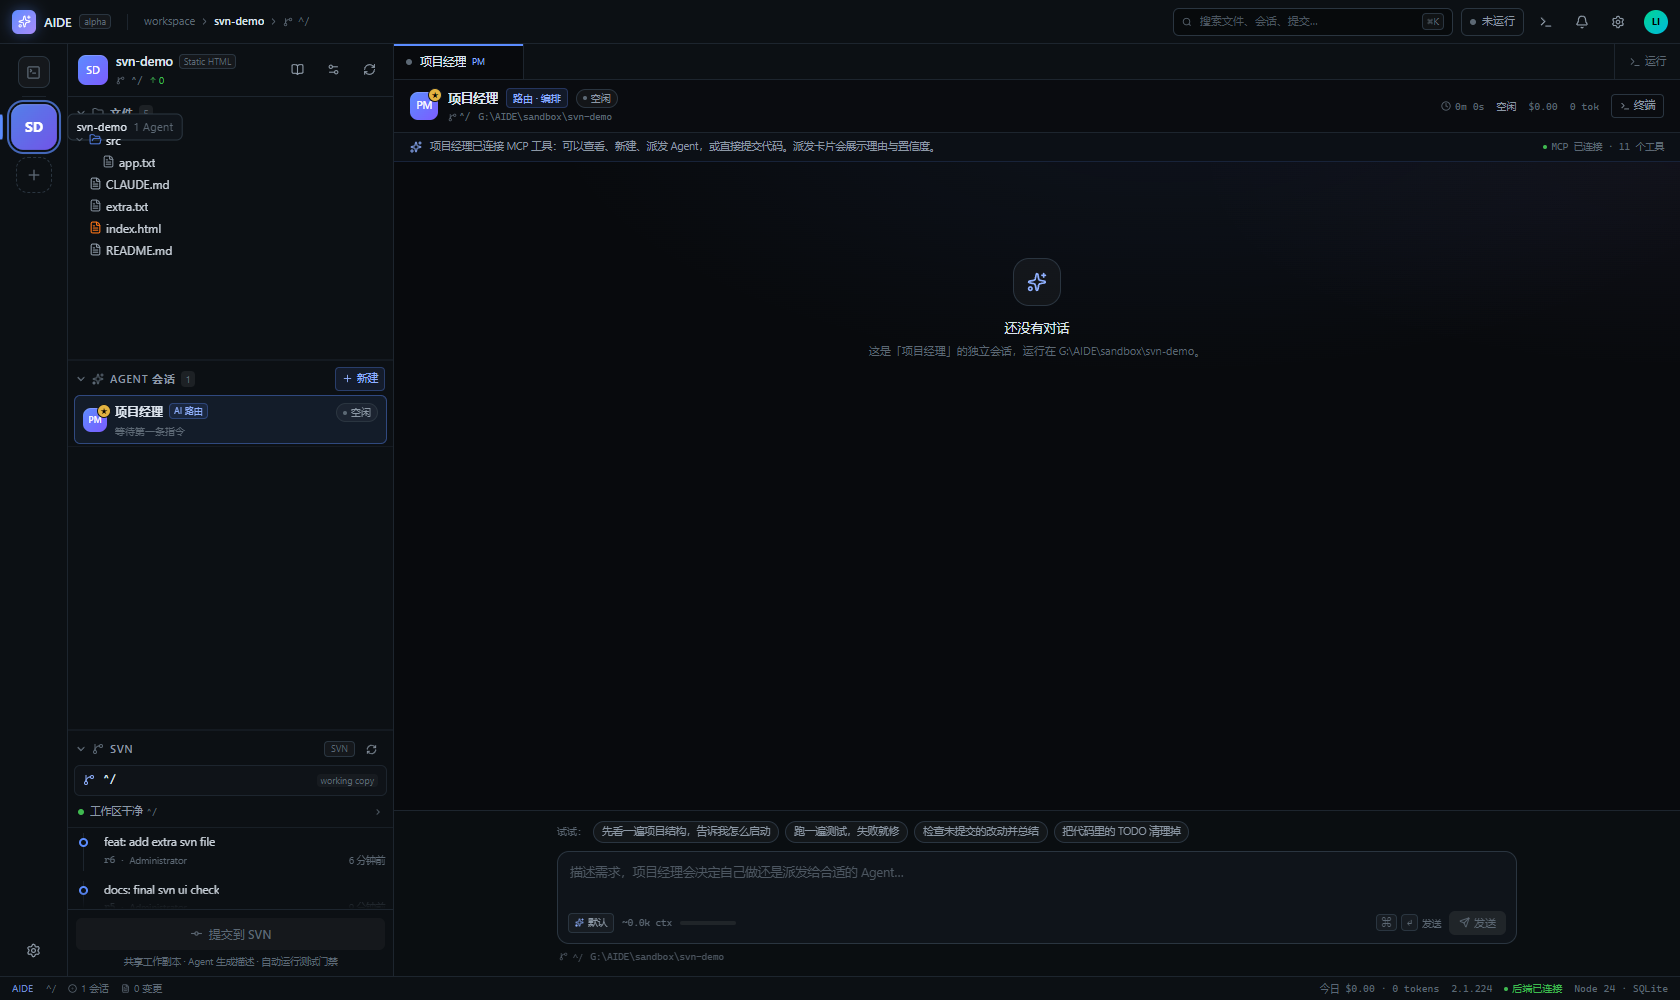 AIDE alpha workspace › svn-demo › ^/
搜索文件、会话、提交... ⌘K 未运行 LI
SD svn-demo Static HTML
^/ ↑0
项目经理 PM
运行
PM ★ 项目经理 路由 · 编排 空闲
^/ G:\AIDE\sandbox\svn-demo
0m 0s 空闲 $0.00 0 tok 终端
项目经理已连接 MCP 工具：可以查看、新建、派发 Agent，或直接提交代码。派发卡片会展示理由与置信度。
MCP 已连接 · 11 个工具
SD
svn-demo 1 Agent
文件 5
src
app.txt
CLAUDE.md
extra.txt
index.html
README.md
还没有对话
这是「项目经理」的独立会话，运行在 G:\AIDE\sandbox\svn-demo。
AGENT 会话 1 + 新建
PM ★ 项目经理 AI 路由 空闲
等待第一条指令
SVN SVN
^/ working copy
工作区干净 ^/ ›
feat: add extra svn file
r6 · Administrator 6 分钟前
docs: final svn ui check
r5 · Administrator
提交到 SVN
共享工作副本 · Agent 生成描述 · 自动运行测试门禁
试试： 先看一遍项目结构，告诉我怎么启动 跑一遍测试，失败就修 检查未提交的改动并总结 把代码里的 TODO 清理掉
描述需求，项目经理会决定自己做还是派发给合适的 Agent...
默认 ~0.0k ctx ⌘ ↵ 发送 发送
^/ G:\AIDE\sandbox\svn-demo
AIDE ^/ 1 会话 0 变更
今日 $0.00 · 0 tokens 2.1.224 后端已连接 Node 24 · SQLite